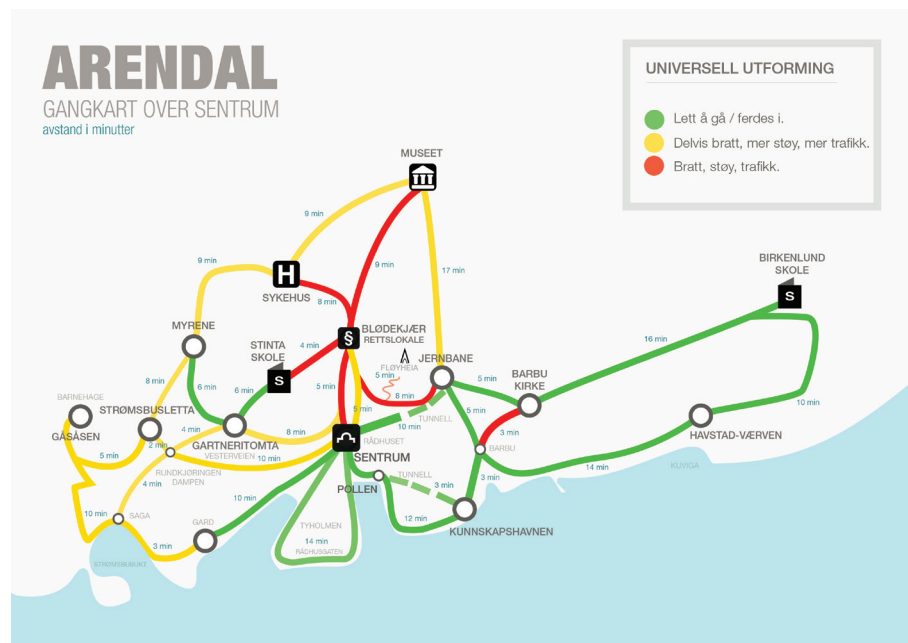 ARENDAL
GANGKART OVER SENTRUM
avstand i minutter
UNIVERSELL UTFORMING
Lett å gå / ferdes i.
Delvis bratt, mer støy, mer trafikk.
Bratt, støy, trafikk.
MUSEET
9 min
9 min
9 min
17 min
H
SYKEHUS
8 min
BIRKENLUND
SKOLE
S
MYRENE
STINTA
SKOLE
S
4 min
§
BLØDEKJÆR
RETTSLOKALE
FLØYHEIA
JERNBANE
16 min
BARBU
KIRKE
5 min
5 min
5 min
8 min
6 min
6 min
8 min
BARNEHAGE
GÅSÅSEN
STRØMSBUSLETTA
4 min
GARTNERITOMTA
VESTERVEIEN
8 min
5 min
10 min
TUNNELL
5 min
3 min
10 min
HAVSTAD-VÆRVEN
2 min
5 min
RUNDKJØRINGEN
DAMPEN
10 min
RÅDHUSET
SENTRUM
BARBU
KUVIGA
14 min
POLLEN
TUNNELL
3 min
3 min
4 min
10 min
10 min
SAGA
GARD
TYHOLMEN
12 min
KUNNSKAPSHAVNEN
3 min
14 min
RÅDHUSGATEN
STRØMSBUBUKT